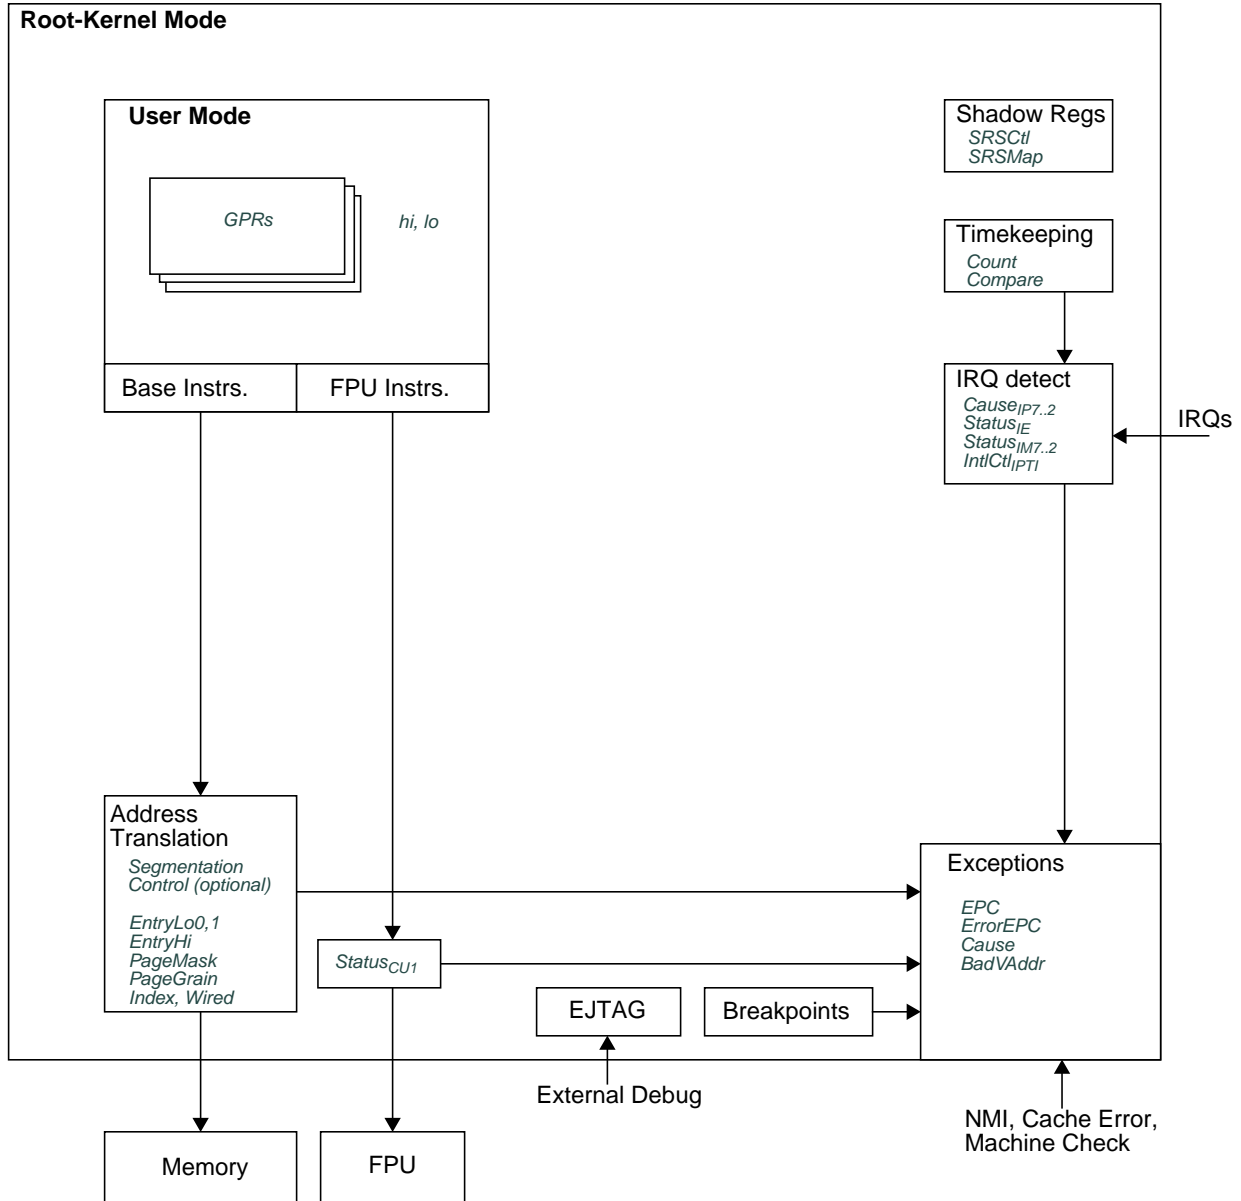 Root-Kernel Mode
User Mode
GPRs
hi, lo
Base Instrs.
FPU Instrs.
Shadow Regs
SRSCtl
SRSMap
Timekeeping
Count
Compare
IRQ detect
CauseIP7..2
StatusIE
StatusIM7..2
IntlCtlIPTI
IRQs
Address
Translation
Segmentation
Control (optional)
EntryLo0,1
EntryHi
PageMask
PageGrain
Index, Wired
StatusCU1
EJTAG
Breakpoints
Exceptions
EPC
ErrorEPC
Cause
BadVAddr
External Debug
NMI, Cache Error,
Machine Check
Memory
FPU